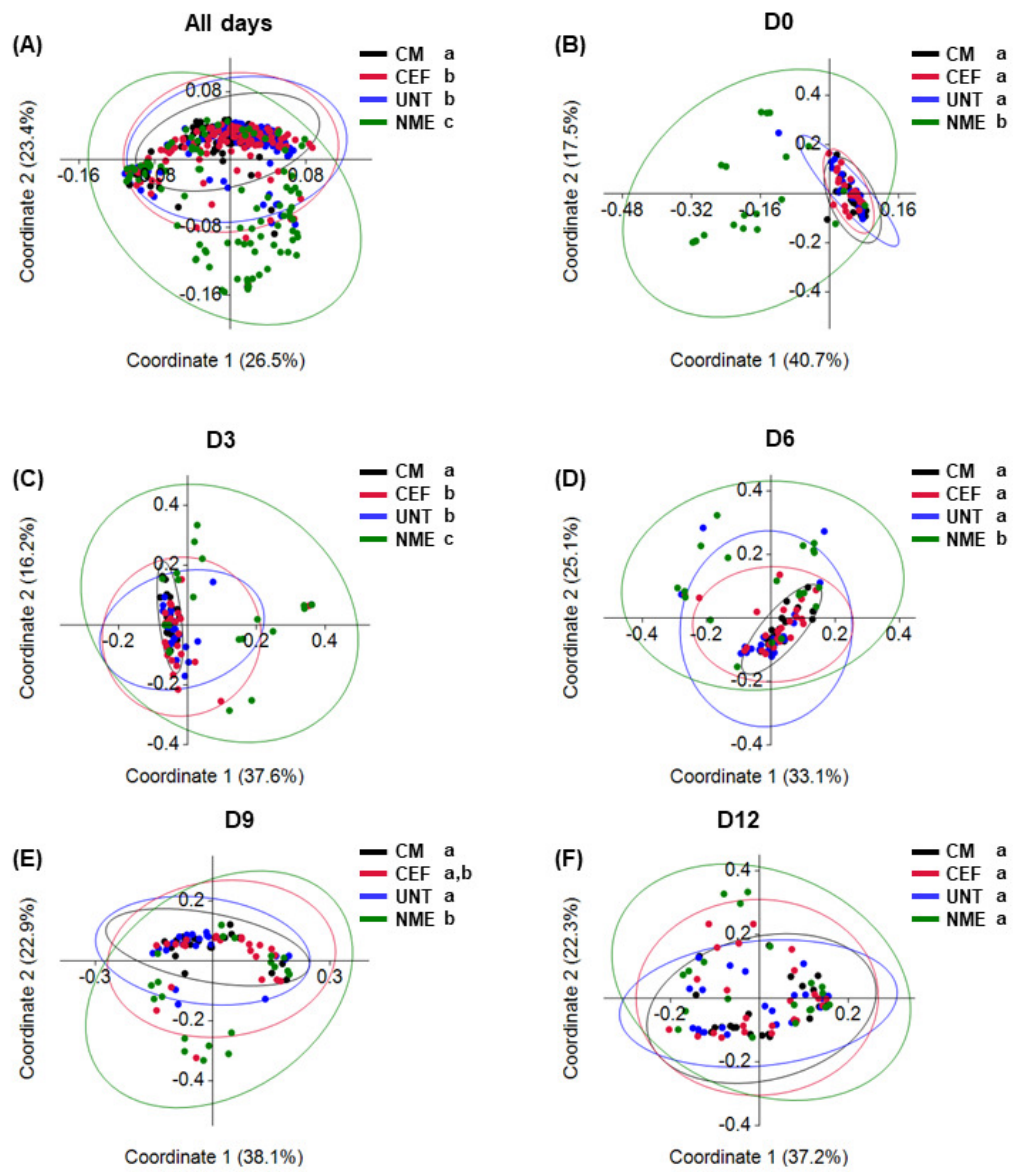 All days
(A)
CM a
CEF b
UNT b
NME c
0.08
-0.16
-0.08
0.08
-0.08
-0.16
Coordinate 2 (23.4%)
Coordinate 1 (26.5%)
D0
(B)
CM a
CEF a
UNT a
NME b
0.4
0.2
-0.48
-0.32
-0.16
0.16
-0.2
-0.4
Coordinate 2 (17.5%)
Coordinate 1 (40.7%)
D3
(C)
CM a
CEF b
UNT b
NME c
0.4
0.2
-0.2
0.2
0.4
-0.2
-0.4
Coordinate 2 (16.2%)
Coordinate 1 (37.6%)
D6
(D)
CM a
CEF a
UNT a
NME b
0.4
0.2
-0.4
-0.2
0.2
0.4
-0.2
-0.4
Coordinate 2 (25.1%)
Coordinate 1 (33.1%)
D9
(E)
CM a
CEF a,b
UNT a
NME b
0.2
-0.3
0.3
-0.2
-0.4
Coordinate 2 (22.9%)
Coordinate 1 (38.1%)
D12
(F)
CM a
CEF a
UNT a
NME a
0.4
0.2
-0.2
0.2
-0.2
-0.4
Coordinate 2 (22.3%)
Coordinate 1 (37.2%)